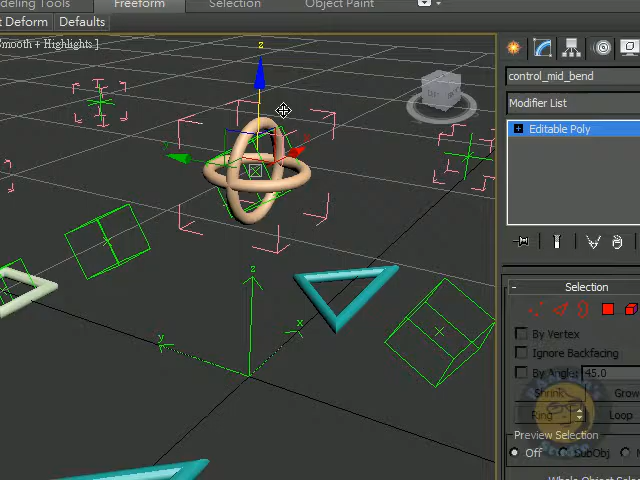 deling Tools Freeform Selection Object Paint
t Deform Defaults
Smooth + Highlights ]
z
x
y
z
x
y
control_mid_bend
Modifier List
Editable Poly
- Selection
By Vertex
Ignore Backfacing
By Angle: 45.0
Shrink Grow
Ring Loop
Preview Selection
Off SubObj